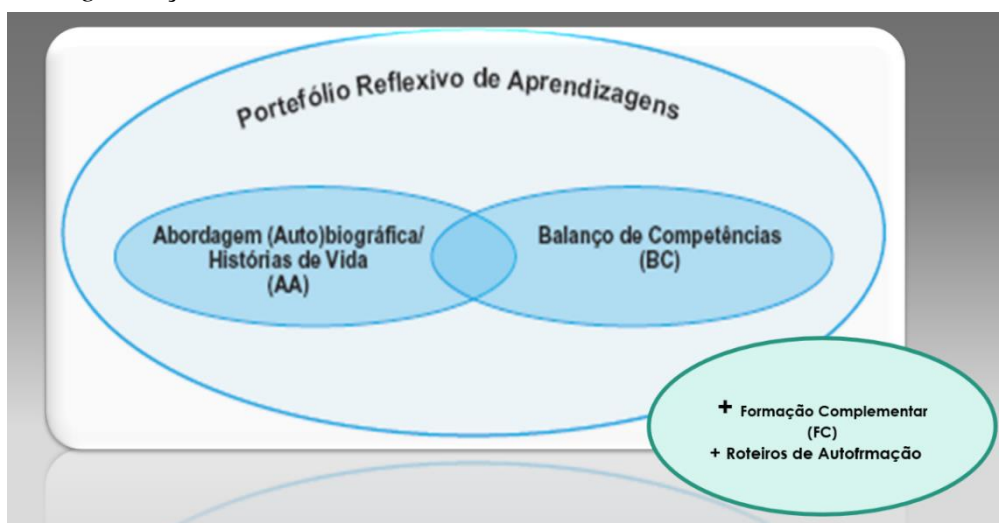 Portefólio Reflexivo de Aprendizagens
Abordagem (Auto)biográfica/
Histórias de Vida
(AA)
Balanço de Competências
(BC)
+ Formação Complementar
(FC)
+ Roteiros de Autofrmação